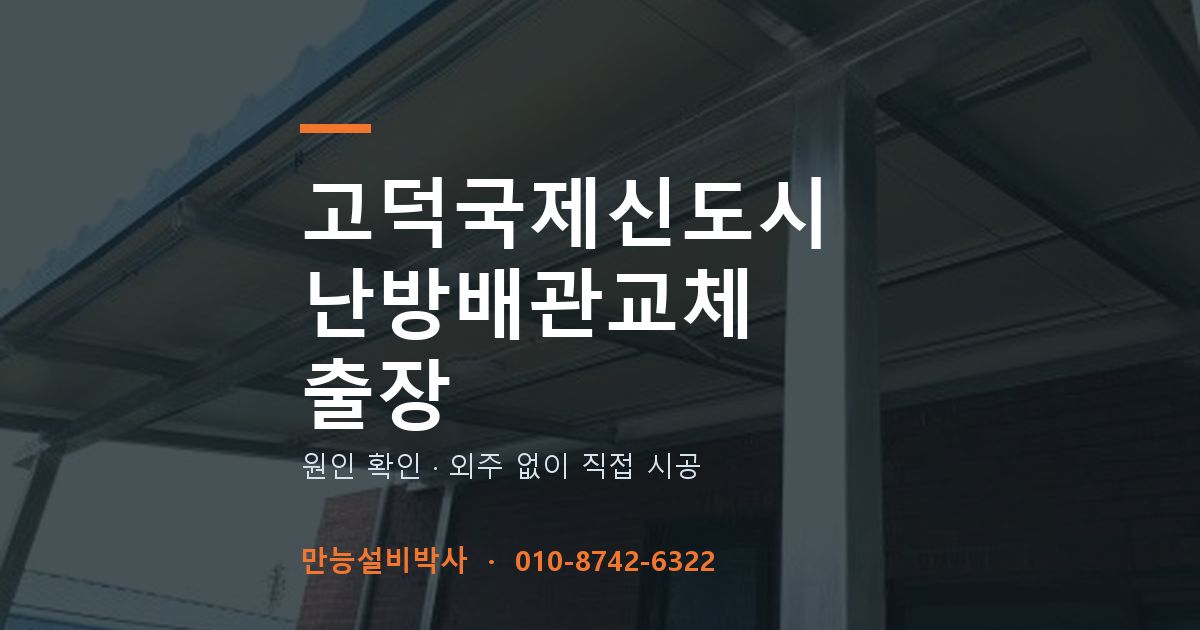 고덕국제신도시
난방배관교체
출장
원인 확인 · 외주 없이 직접 시공
만능설비박사 · 010-8742-6322